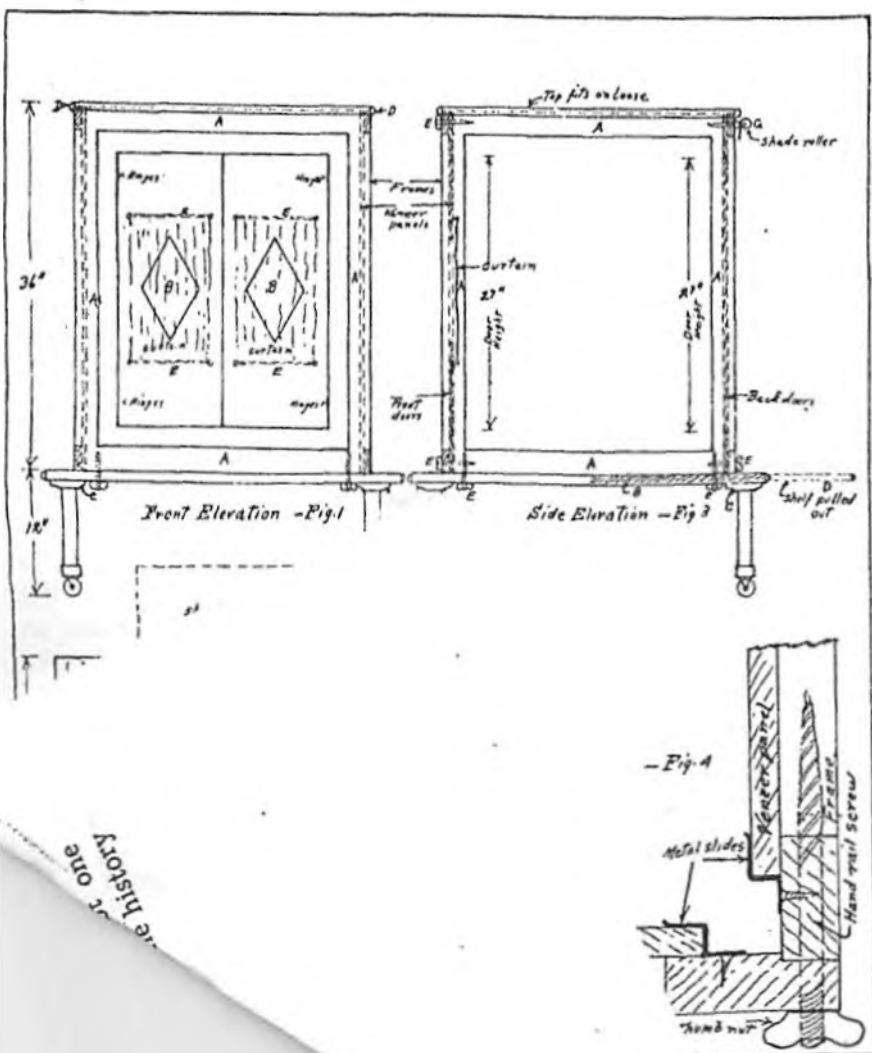 D
D
A
Hinges
Hinges
E
E
B
B
curtain
curtain
E
E
Hinges
Hinges
A
A
A
36"
12"
C
Front Elevation - Fig. 1
Frames
Veneer
panels
Top fits on loose
E
A
G
Shade roller
curtain
A
27"
Door
Height
27"
Door
Height
A
Front
doors
Back doors
E
A
E
E
B
E
D
Shelf pulled
out
Side Elevation - Fig 3
- Fig. 4
Veneer panel
Frame
Hand rail screw
Metal slides
Thumb nut
history
one